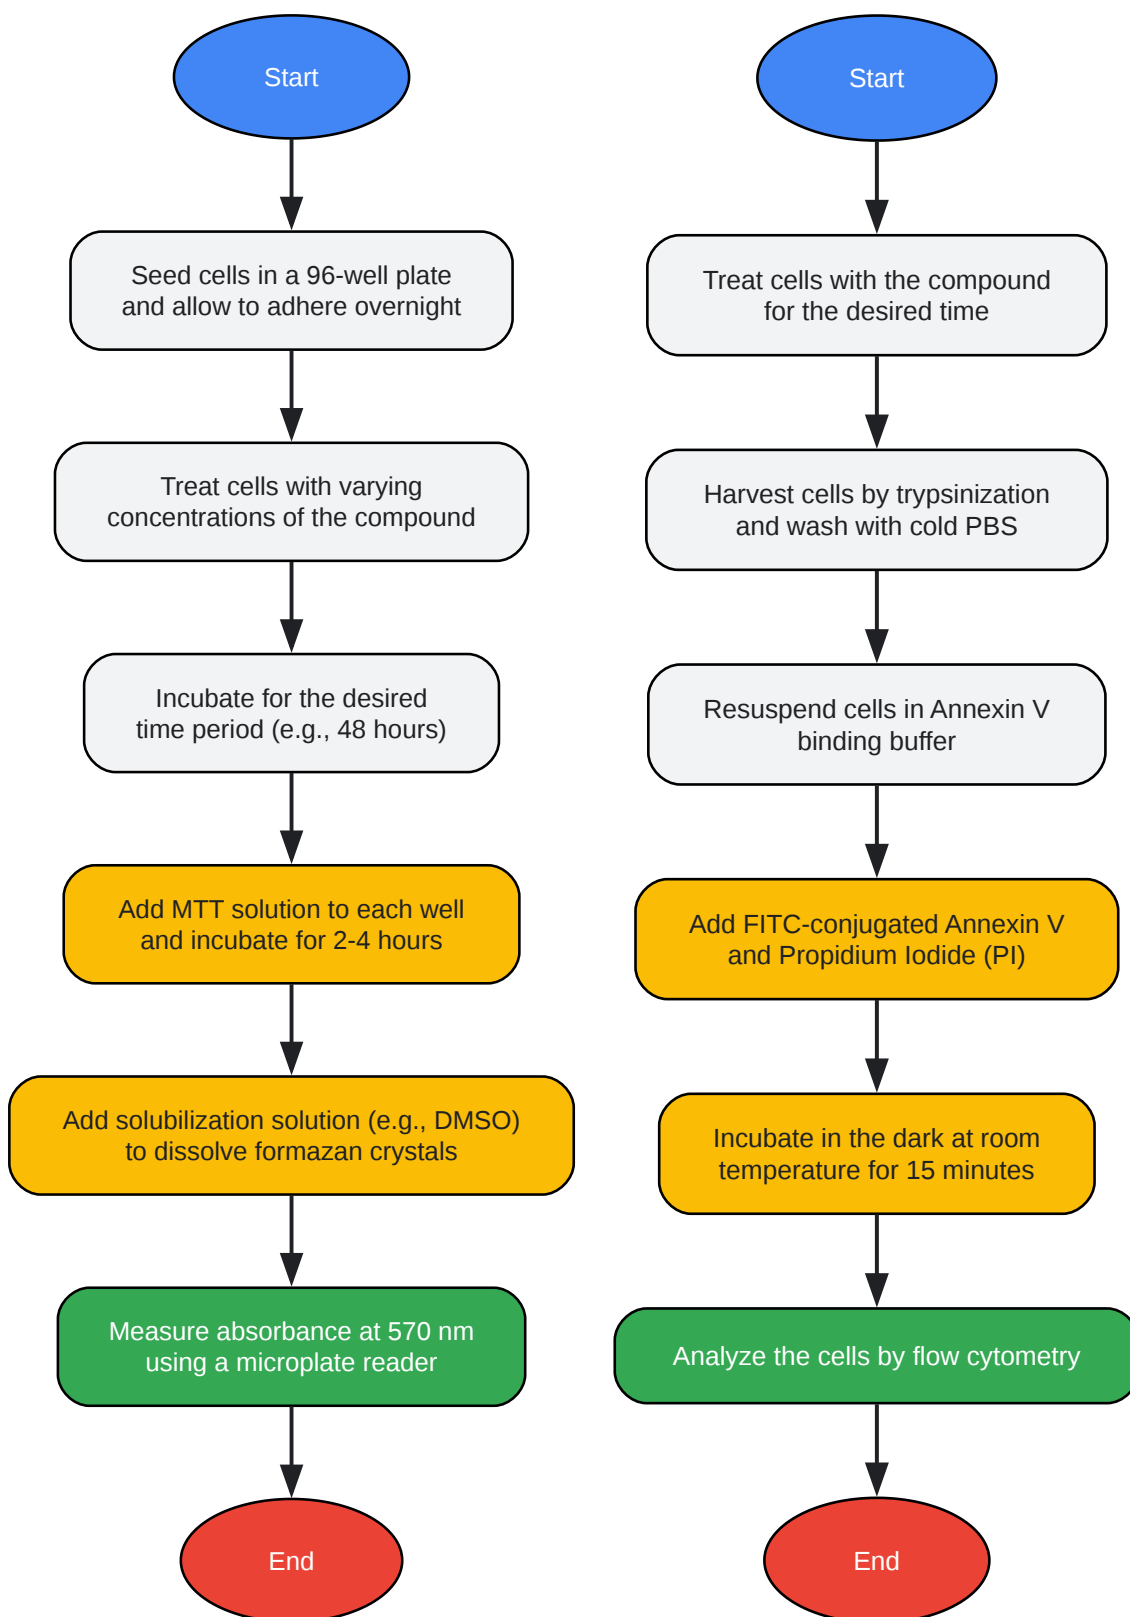 Start
Seed cells in a 96-well plate
and allow to adhere overnight
Treat cells with varying
concentrations of the compound
Incubate for the desired
time period (e.g., 48 hours)
Add MTT solution to each well
and incubate for 2-4 hours
Add solubilization solution (e.g., DMSO)
to dissolve formazan crystals
Measure absorbance at 570 nm
using a microplate reader
End
Start
Treat cells with the compound
for the desired time
Harvest cells by trypsinization
and wash with cold PBS
Resuspend cells in Annexin V
binding buffer
Add FITC-conjugated Annexin V
and Propidium Iodide (PI)
Incubate in the dark at room
temperature for 15 minutes
Analyze the cells by flow cytometry
End